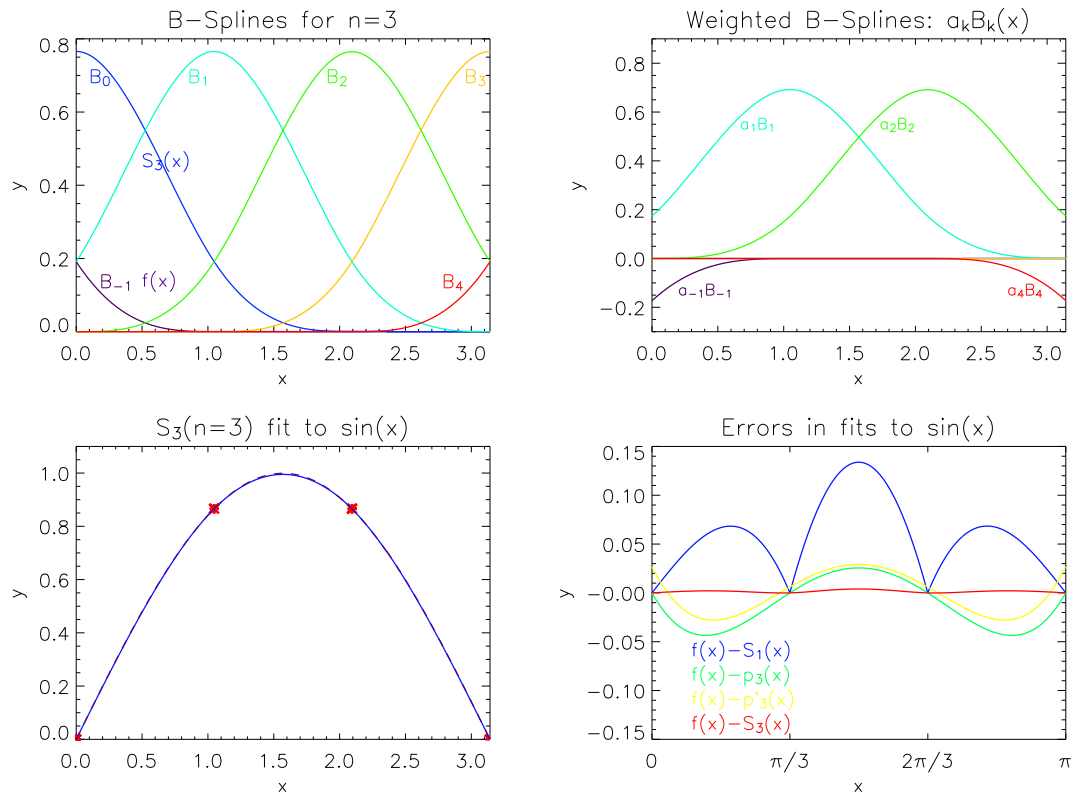 B-Splines for n=3
0.8
0.6
0.4
0.2
0.0
y
B₀
B₁
B₂
B₃
S₃(x)
B₋₁ f(x)
B₄
0.0 0.5 1.0 1.5 2.0 2.5 3.0
x
Weighted B-Splines: aₖBₖ(x)
0.8
0.6
0.4
0.2
0.0
-0.2
y
a₁B₁
a₂B₂
a₋₁B₋₁
a₄B₄
0.0 0.5 1.0 1.5 2.0 2.5 3.0
x
S₃(n=3) fit to sin(x)
1.0
0.8
0.6
0.4
0.2
0.0
y
0.0 0.5 1.0 1.5 2.0 2.5 3.0
x
Errors in fits to sin(x)
0.15
0.10
0.05
-0.00
-0.05
-0.10
-0.15
y
f(x)-S₁(x)
f(x)-p₃(x)
f(x)-p*₃(x)
f(x)-S₃(x)
0 π/3 2π/3 π
x